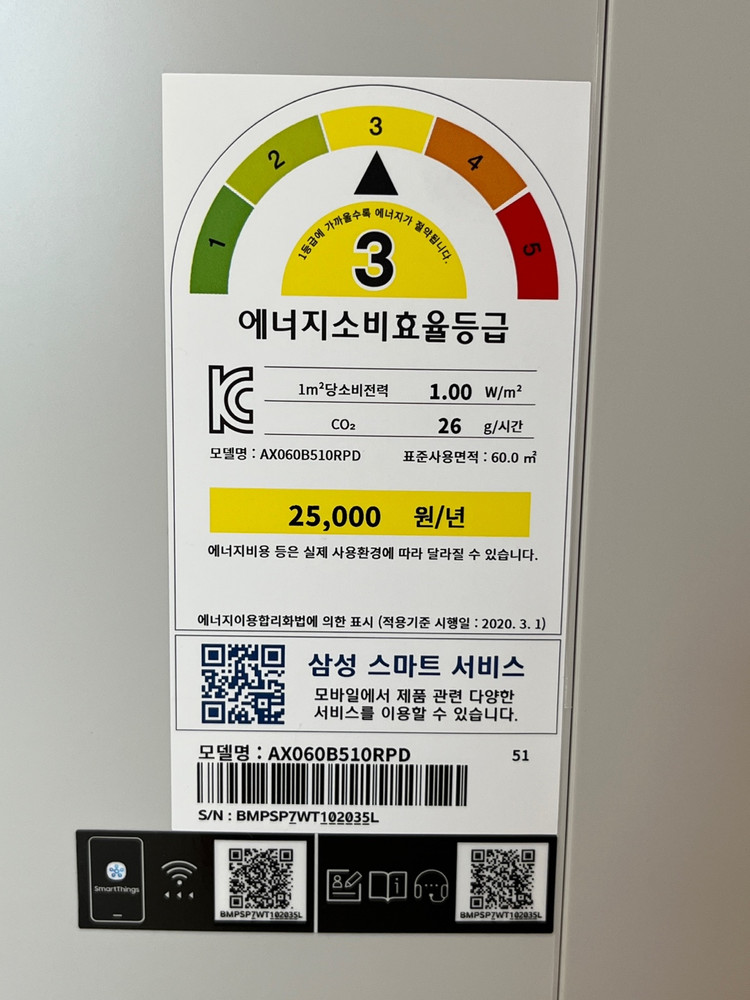 1
2
3
4
5
1등급에 가까울수록 에너지가 절약됩니다.
3
에너지소비효율등급
1m²당소비전력 1.00 W/m²
CO₂ 26 g/시간
모델명 : AX060B510RPD 표준사용면적 : 60.0 ㎡
25,000 원/년
에너지비용 등은 실제 사용환경에 따라 달라질 수 있습니다.
에너지이용합리화법에 의한 표시 (적용기준 시행일 : 2020. 3. 1)
삼성 스마트 서비스
모바일에서 제품 관련 다양한
서비스를 이용할 수 있습니다.
모델명 : AX060B510RPD 51
S/N : BMPSP7WT102035L
SmartThings
BMPSP7WT102035L
BMPSP7WT102035L